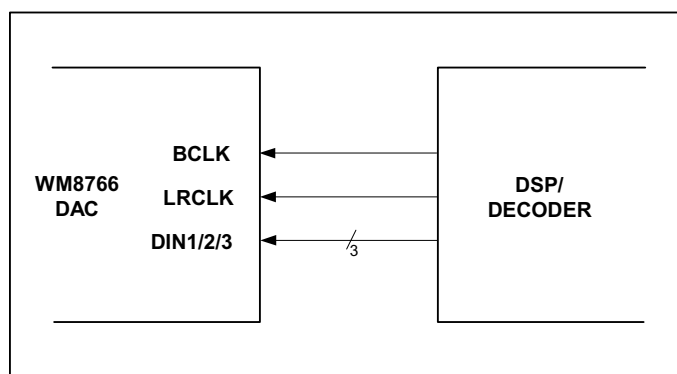 WM8766
DAC
BCLK
LRCLK
DIN1/2/3
3
DSP/
DECODER